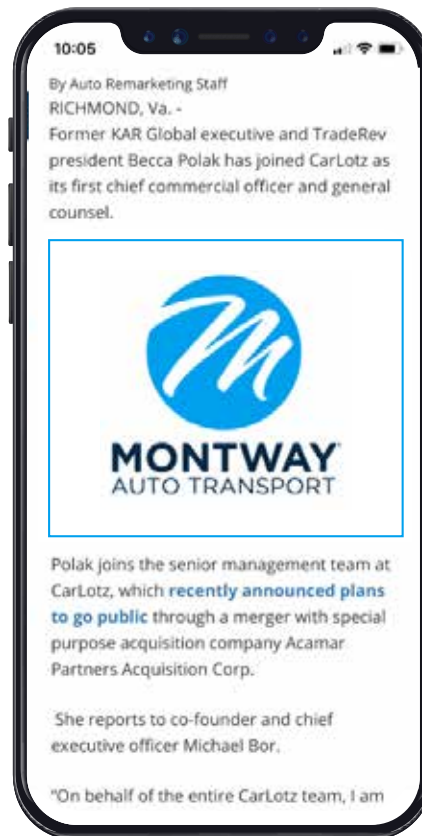 10:05
By Auto Remarketing Staff
RICHMOND, Va. -
Former KAR Global executive and TradeRev
president Becca Polak has joined CarLotz as
its first chief commercial officer and general
counsel.
M
MONTWAY
AUTO TRANSPORT
Polak joins the senior management team at
CarLotz, which recently announced plans
to go public through a merger with special
purpose acquisition company Acamar
Partners Acquisition Corp.
She reports to co-founder and chief
executive officer Michael Bor.
"On behalf of the entire CarLotz team, I am